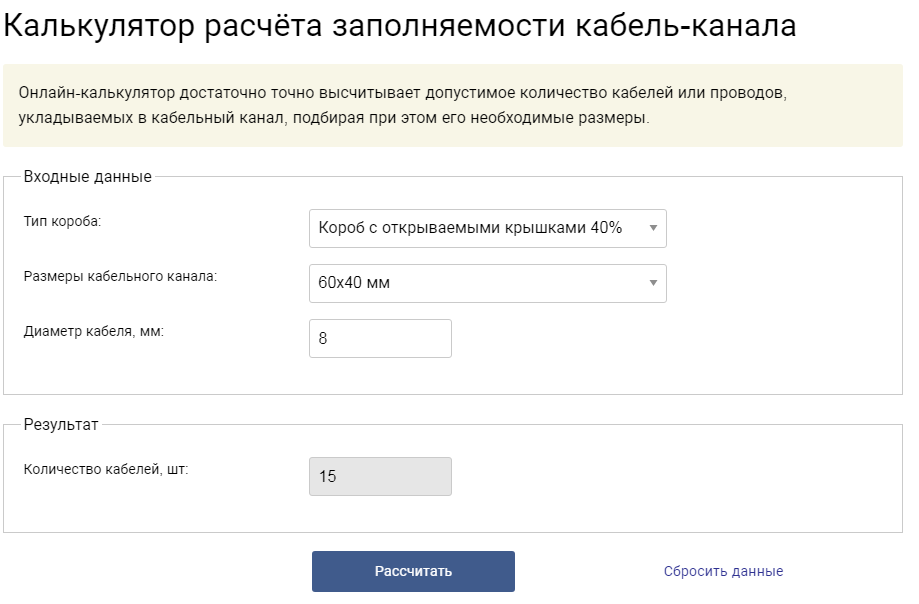 Калькулятор расчёта заполняемости кабель-канала
Онлайн-калькулятор достаточно точно высчитывает допустимое количество кабелей или проводов,
укладываемых в кабельный канал, подбирая при этом его необходимые размеры.
Входные данные
Тип короба:
Короб с открываемыми крышками 40%
Размеры кабельного канала:
60x40 мм
Диаметр кабеля, мм:
8
Результат
Количество кабелей, шт:
15
Рассчитать
Сбросить данные